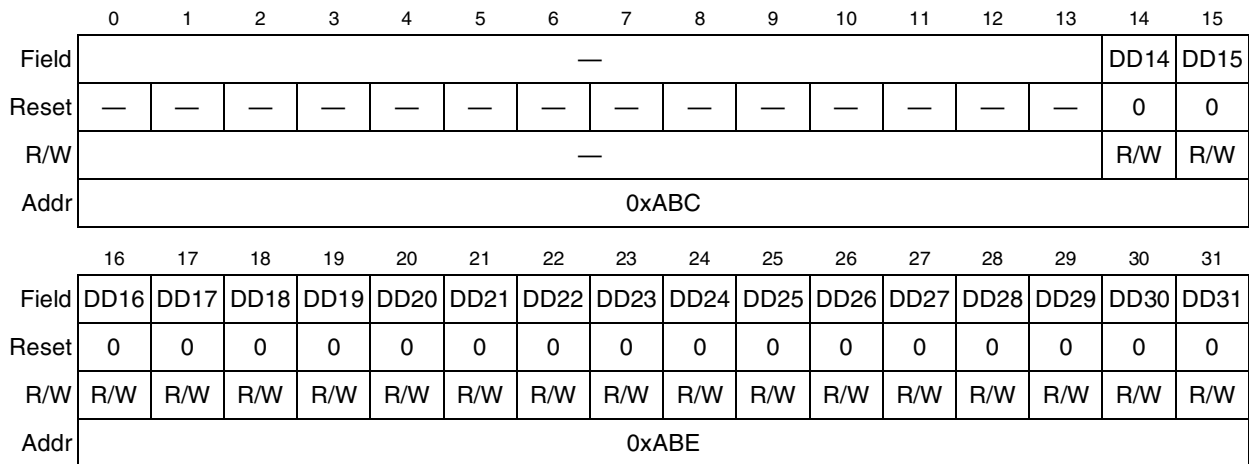 0 1 2 3 4 5 6 7 8 9 10 11 12 13 14 15
Field — DD14 DD15
Reset — — — — — — — — — — — — — — 0 0
R/W — R/W R/W
Addr 0xABC
16 17 18 19 20 21 22 23 24 25 26 27 28 29 30 31
Field DD16 DD17 DD18 DD19 DD20 DD21 DD22 DD23 DD24 DD25 DD26 DD27 DD28 DD29 DD30 DD31
Reset 0 0 0 0 0 0 0 0 0 0 0 0 0 0 0 0
R/W R/W R/W R/W R/W R/W R/W R/W R/W R/W R/W R/W R/W R/W R/W R/W R/W
Addr 0xABE